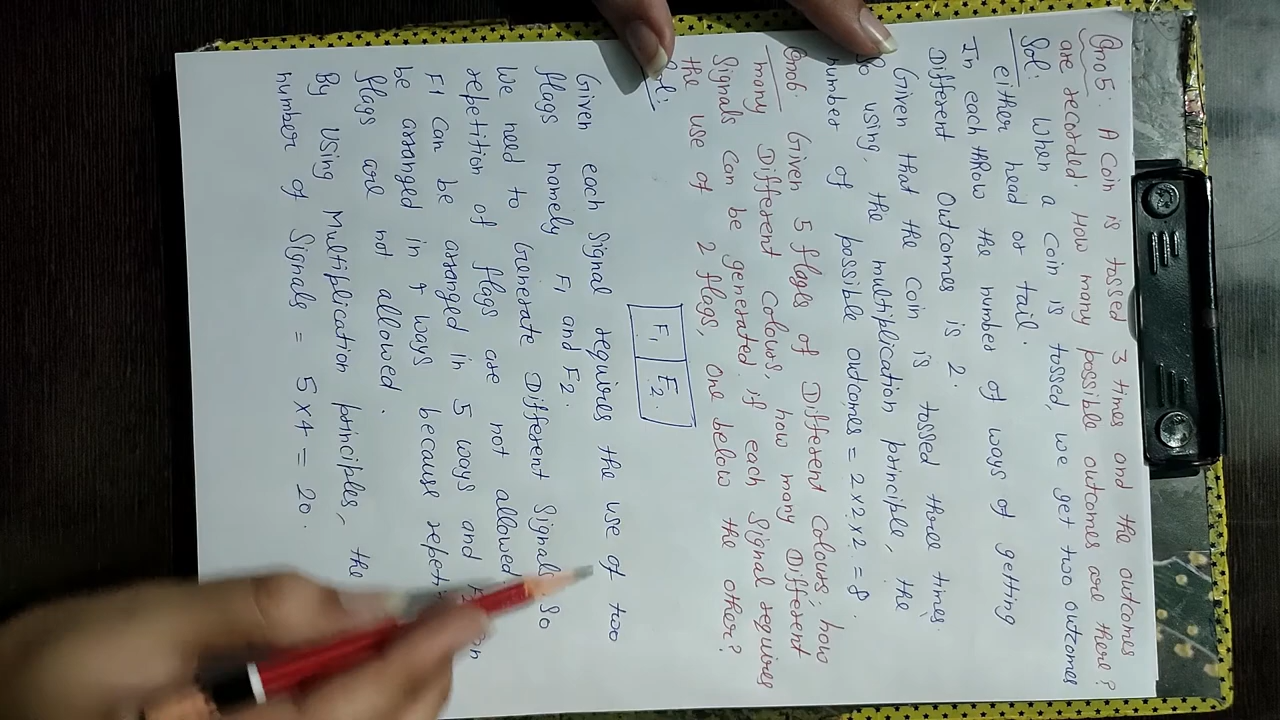 Qno5: A Coin is tossed 3 times and the outcomes
are recorded. How many possible outcomes are there?
Sol: When a Coin is tossed, we get two outcomes
either head or tail.
In each throw the number of ways of getting
Different Outcomes is 2.
Given that the Coin is tossed three times.
So using, the multiplication principle, the
number of possible outcomes = 2×2×2 = 8.
Qno6: Given 5 flages of Different Colours, how
many Different Colours, how many Different
Signals can be generated if each Signal requires
the use of 2 flags, One below the other?
Sol:
F1 F2.
Given each Signal requires the use of two
flags namely F1 and F2.
We need to Generate Different Signals So
repetition of flags are not allowed
F1 can be arranged in 5 ways and
be arranged in 4 ways because
flags are not allowed.
By Using Multiplication principles, the
number of Signals = 5×4 = 20.